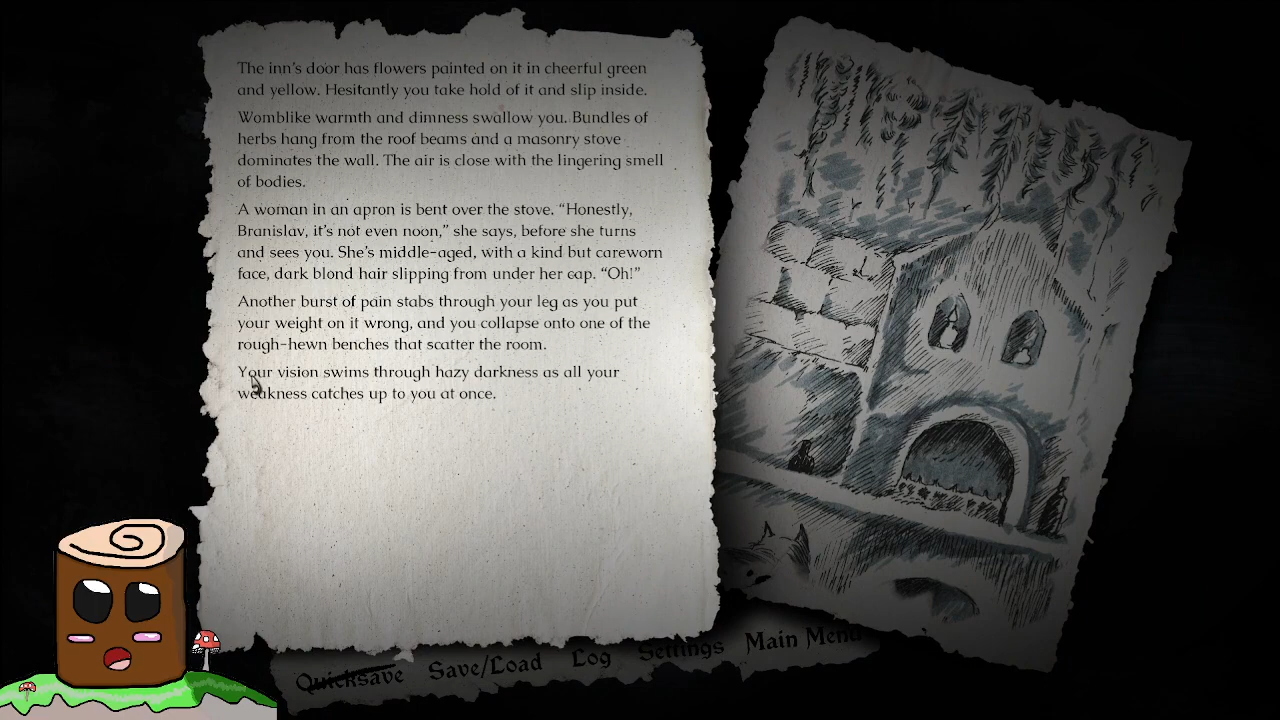 The inn's door has flowers painted on it in cheerful green
and yellow. Hesitantly you take hold of it and slip inside.
Womblike warmth and dimness swallow you. Bundles of
herbs hang from the roof beams and a masonry stove
dominates the wall. The air is close with the lingering smell
of bodies.
A woman in an apron is bent over the stove. “Honestly,
Branislav, it's not even noon,” she says, before she turns
and sees you. She's middle-aged, with a kind but careworn
face, dark blond hair slipping from under her cap. “Oh!”
Another burst of pain stabs through your leg as you put
your weight on it wrong, and you collapse onto one of the
rough-hewn benches that scatter the room.
Your vision swims through hazy darkness as all your
weakness catches up to you at once.
Quicksave Save/Load Log Settings Main Menu